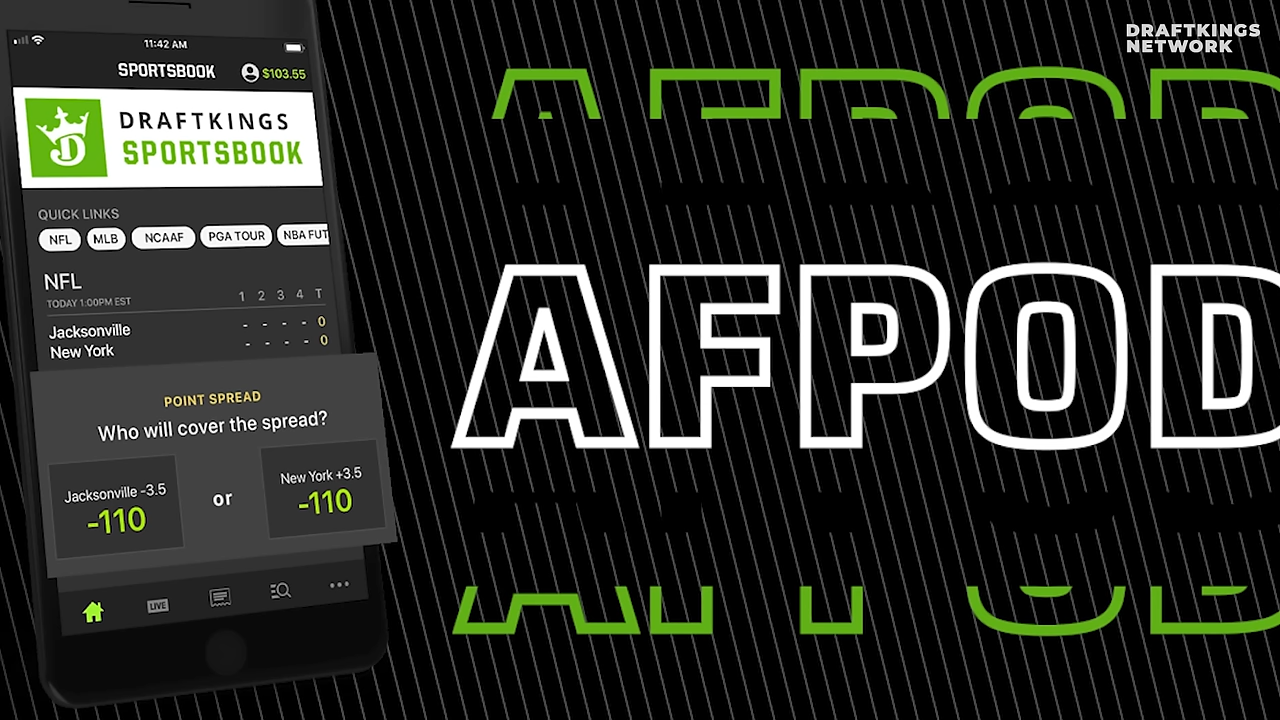 11:42 AM
SPORTSBOOK $103.55
DRAFTKINGS
SPORTSBOOK
QUICK LINKS
NFL MLB NCAAF PGA TOUR NBA FUT
NFL
TODAY 1:00PM EST 1 2 3 4 T
Jacksonville - - - - 0
New York - - - - 0
POINT SPREAD
Who will cover the spread?
Jacksonville -3.5 or New York +3.5
-110 -110
LIVE
DRAFTKINGS
NETWORK
AFPOD
AFPOD
AFPOD